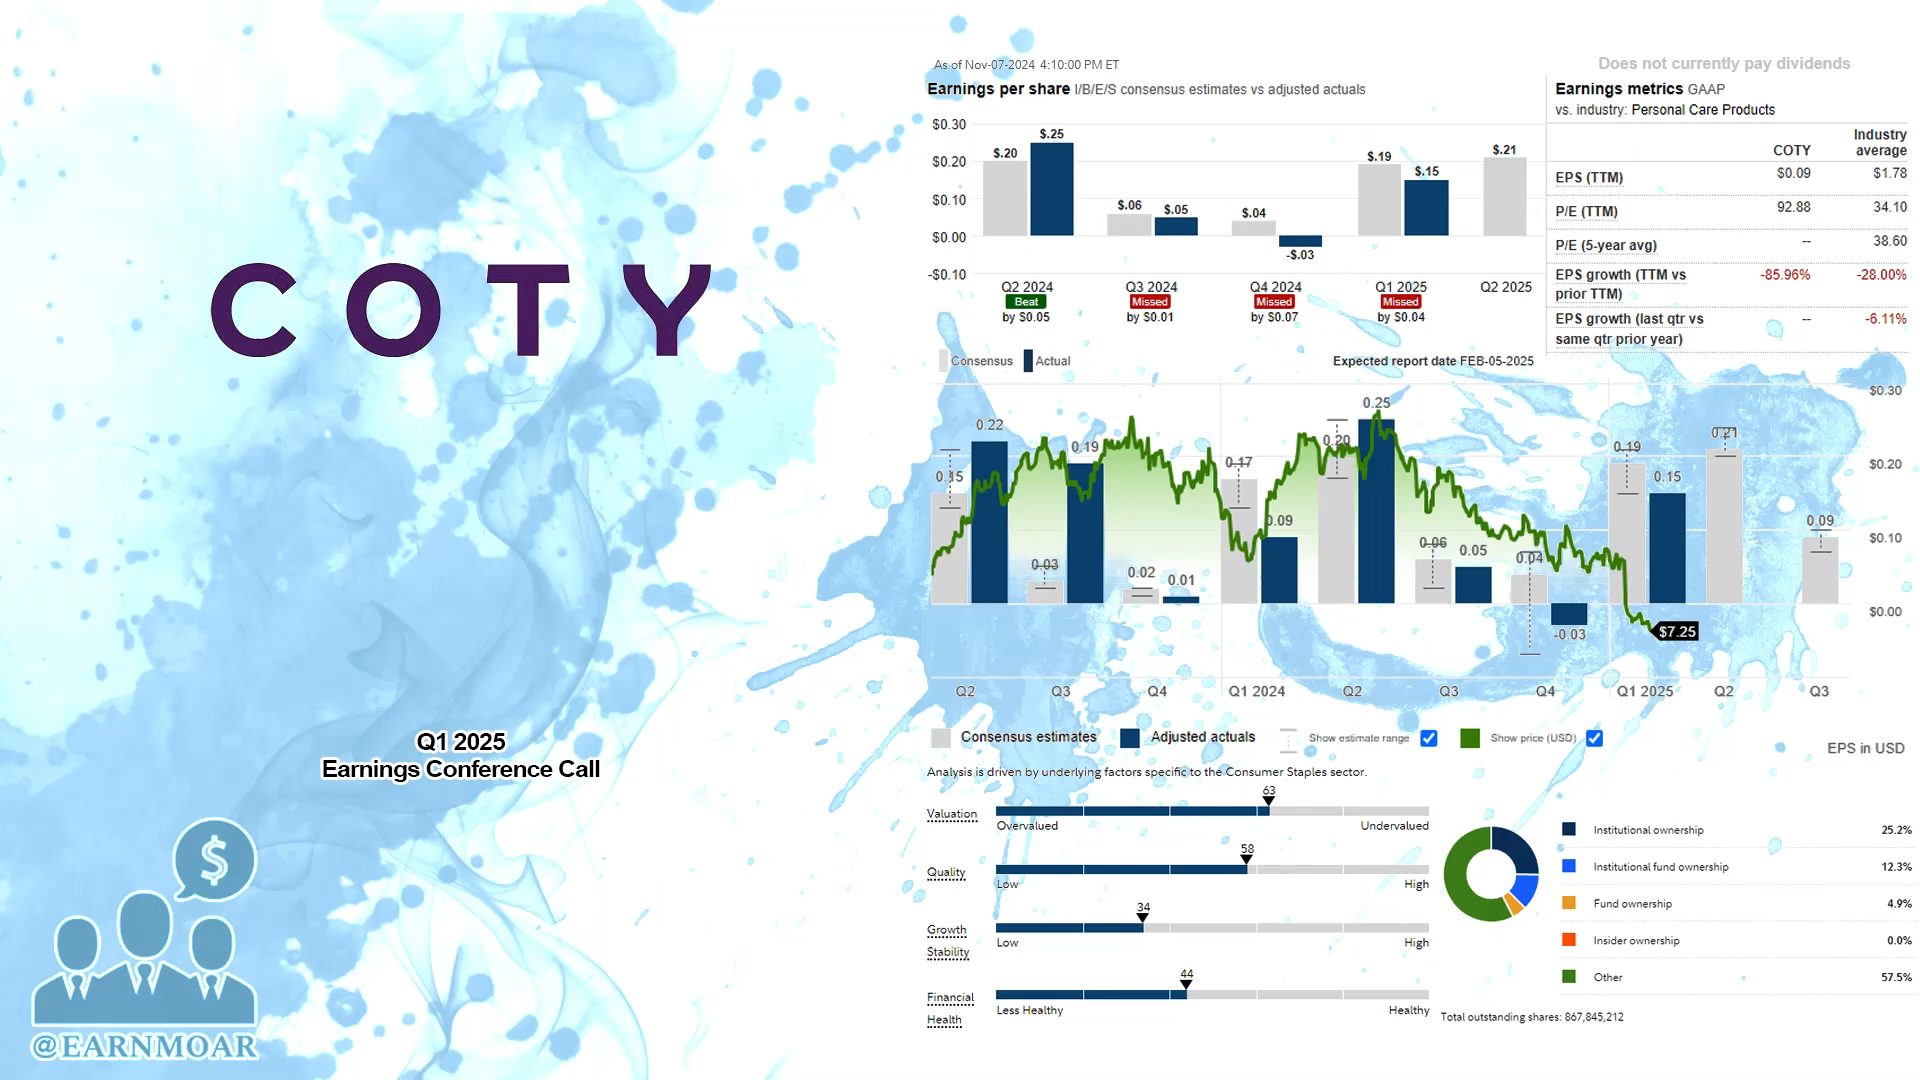 COTY
Q1 2025
Earnings Conference Call
$
@EARNMOAR
As of Nov-07-2024 4:10:00 PM ET
Does not currently pay dividends
Earnings per share I/B/E/S consensus estimates vs adjusted actuals
$0.30
$0.20
$0.10
$0.00
-$0.10
$.20
$.25
$.06
$.05
$.04
-$.03
$.19
$.15
$.21
Q2 2024
Beat
by $0.05
Q3 2024
Missed
by $0.01
Q4 2024
Missed
by $0.07
Q1 2025
Missed
by $0.04
Q2 2025
Consensus
Actual
Expected report date FEB-05-2025
Earnings metrics GAAP
vs. industry: Personal Care Products
COTY
Industry
average
EPS (TTM) $0.09 $1.78
P/E (TTM) 92.88 34.10
P/E (5-year avg) -- 38.60
EPS growth (TTM vs
prior TTM) -85.96% -28.00%
EPS growth (last qtr vs
same qtr prior year) -- -6.11%
$0.30
$0.20
$0.10
$0.00
0.15
0.22
0.03
0.19
0.02
0.01
0.17
0.09
0.20
0.25
0.06
0.05
0.04
-0.03
0.19
0.15
0.21
0.09
$7.25
Q2 Q3 Q4 Q1 2024 Q2 Q3 Q4 Q1 2025 Q2 Q3
Consensus estimates Adjusted actuals Show estimate range Show price (USD)
EPS in USD
Analysis is driven by underlying factors specific to the Consumer Staples sector.
Valuation
63
Overvalued Undervalued
Quality
58
Low High
Growth
Stability
34
Low High
Financial
Health
44
Less Healthy Healthy
Institutional ownership 25.2%
Institutional fund ownership 12.3%
Fund ownership 4.9%
Insider ownership 0.0%
Other 57.5%
Total outstanding shares: 867,845,212